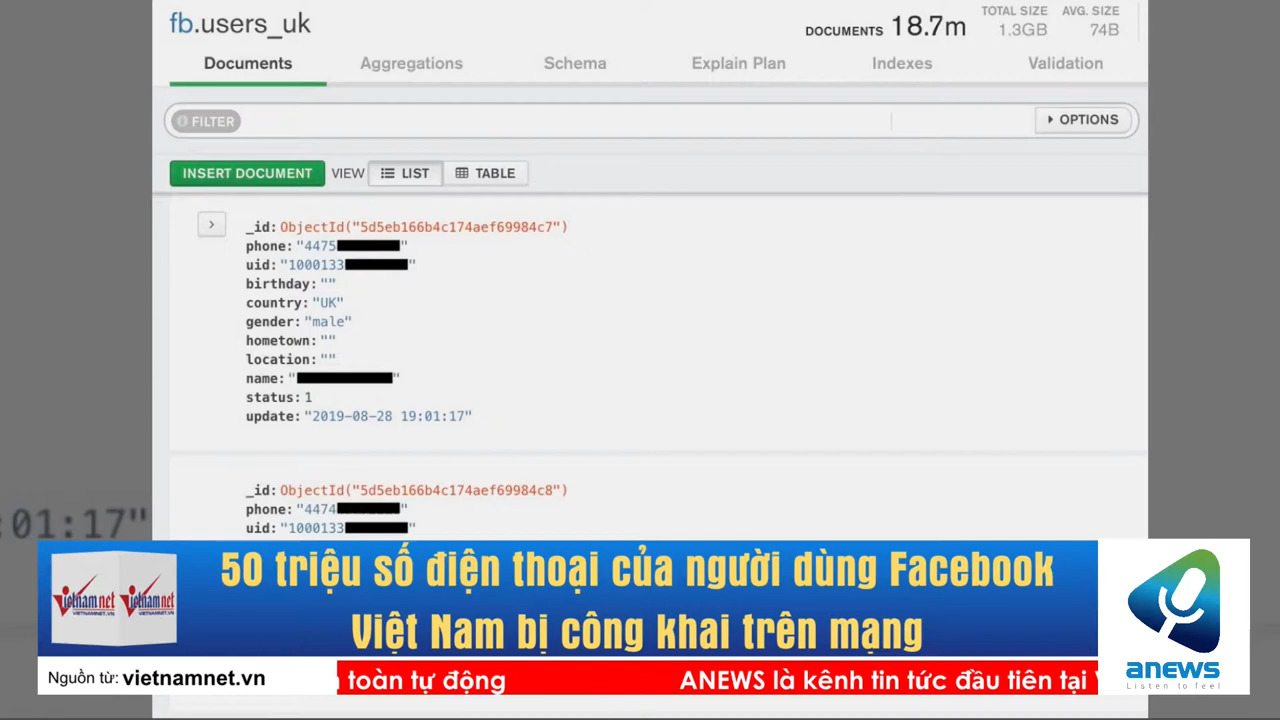 fb.users_uk
DOCUMENTS 18.7m TOTAL SIZE 1.3GB AVG. SIZE 74B
Documents Aggregations Schema Explain Plan Indexes Validation
FILTER OPTIONS
INSERT DOCUMENT VIEW LIST TABLE
_id: ObjectId("5d5eb166b4c174aef69984c7")
phone: "4475 "
uid: "1000133 "
birthday: ""
country: "UK"
gender: "male"
hometown: ""
location: ""
name: " "
status: 1
update: "2019-08-28 19:01:17"
_id: ObjectId("5d5eb166b4c174aef69984c8")
phone: "4474 "
uid: "1000133 "
:01:17"
50 triệu số điện thoại của người dùng Facebook
Việt Nam bị công khai trên mạng
Vietnamnet Vietnamnet
VIETNAMNET.VN VIETNAMNET.VN
anews
Listen to feel
Nguồn từ: vietnamnet.vn
toàn tự động ANEWS là kênh tin tức đầu tiên tại